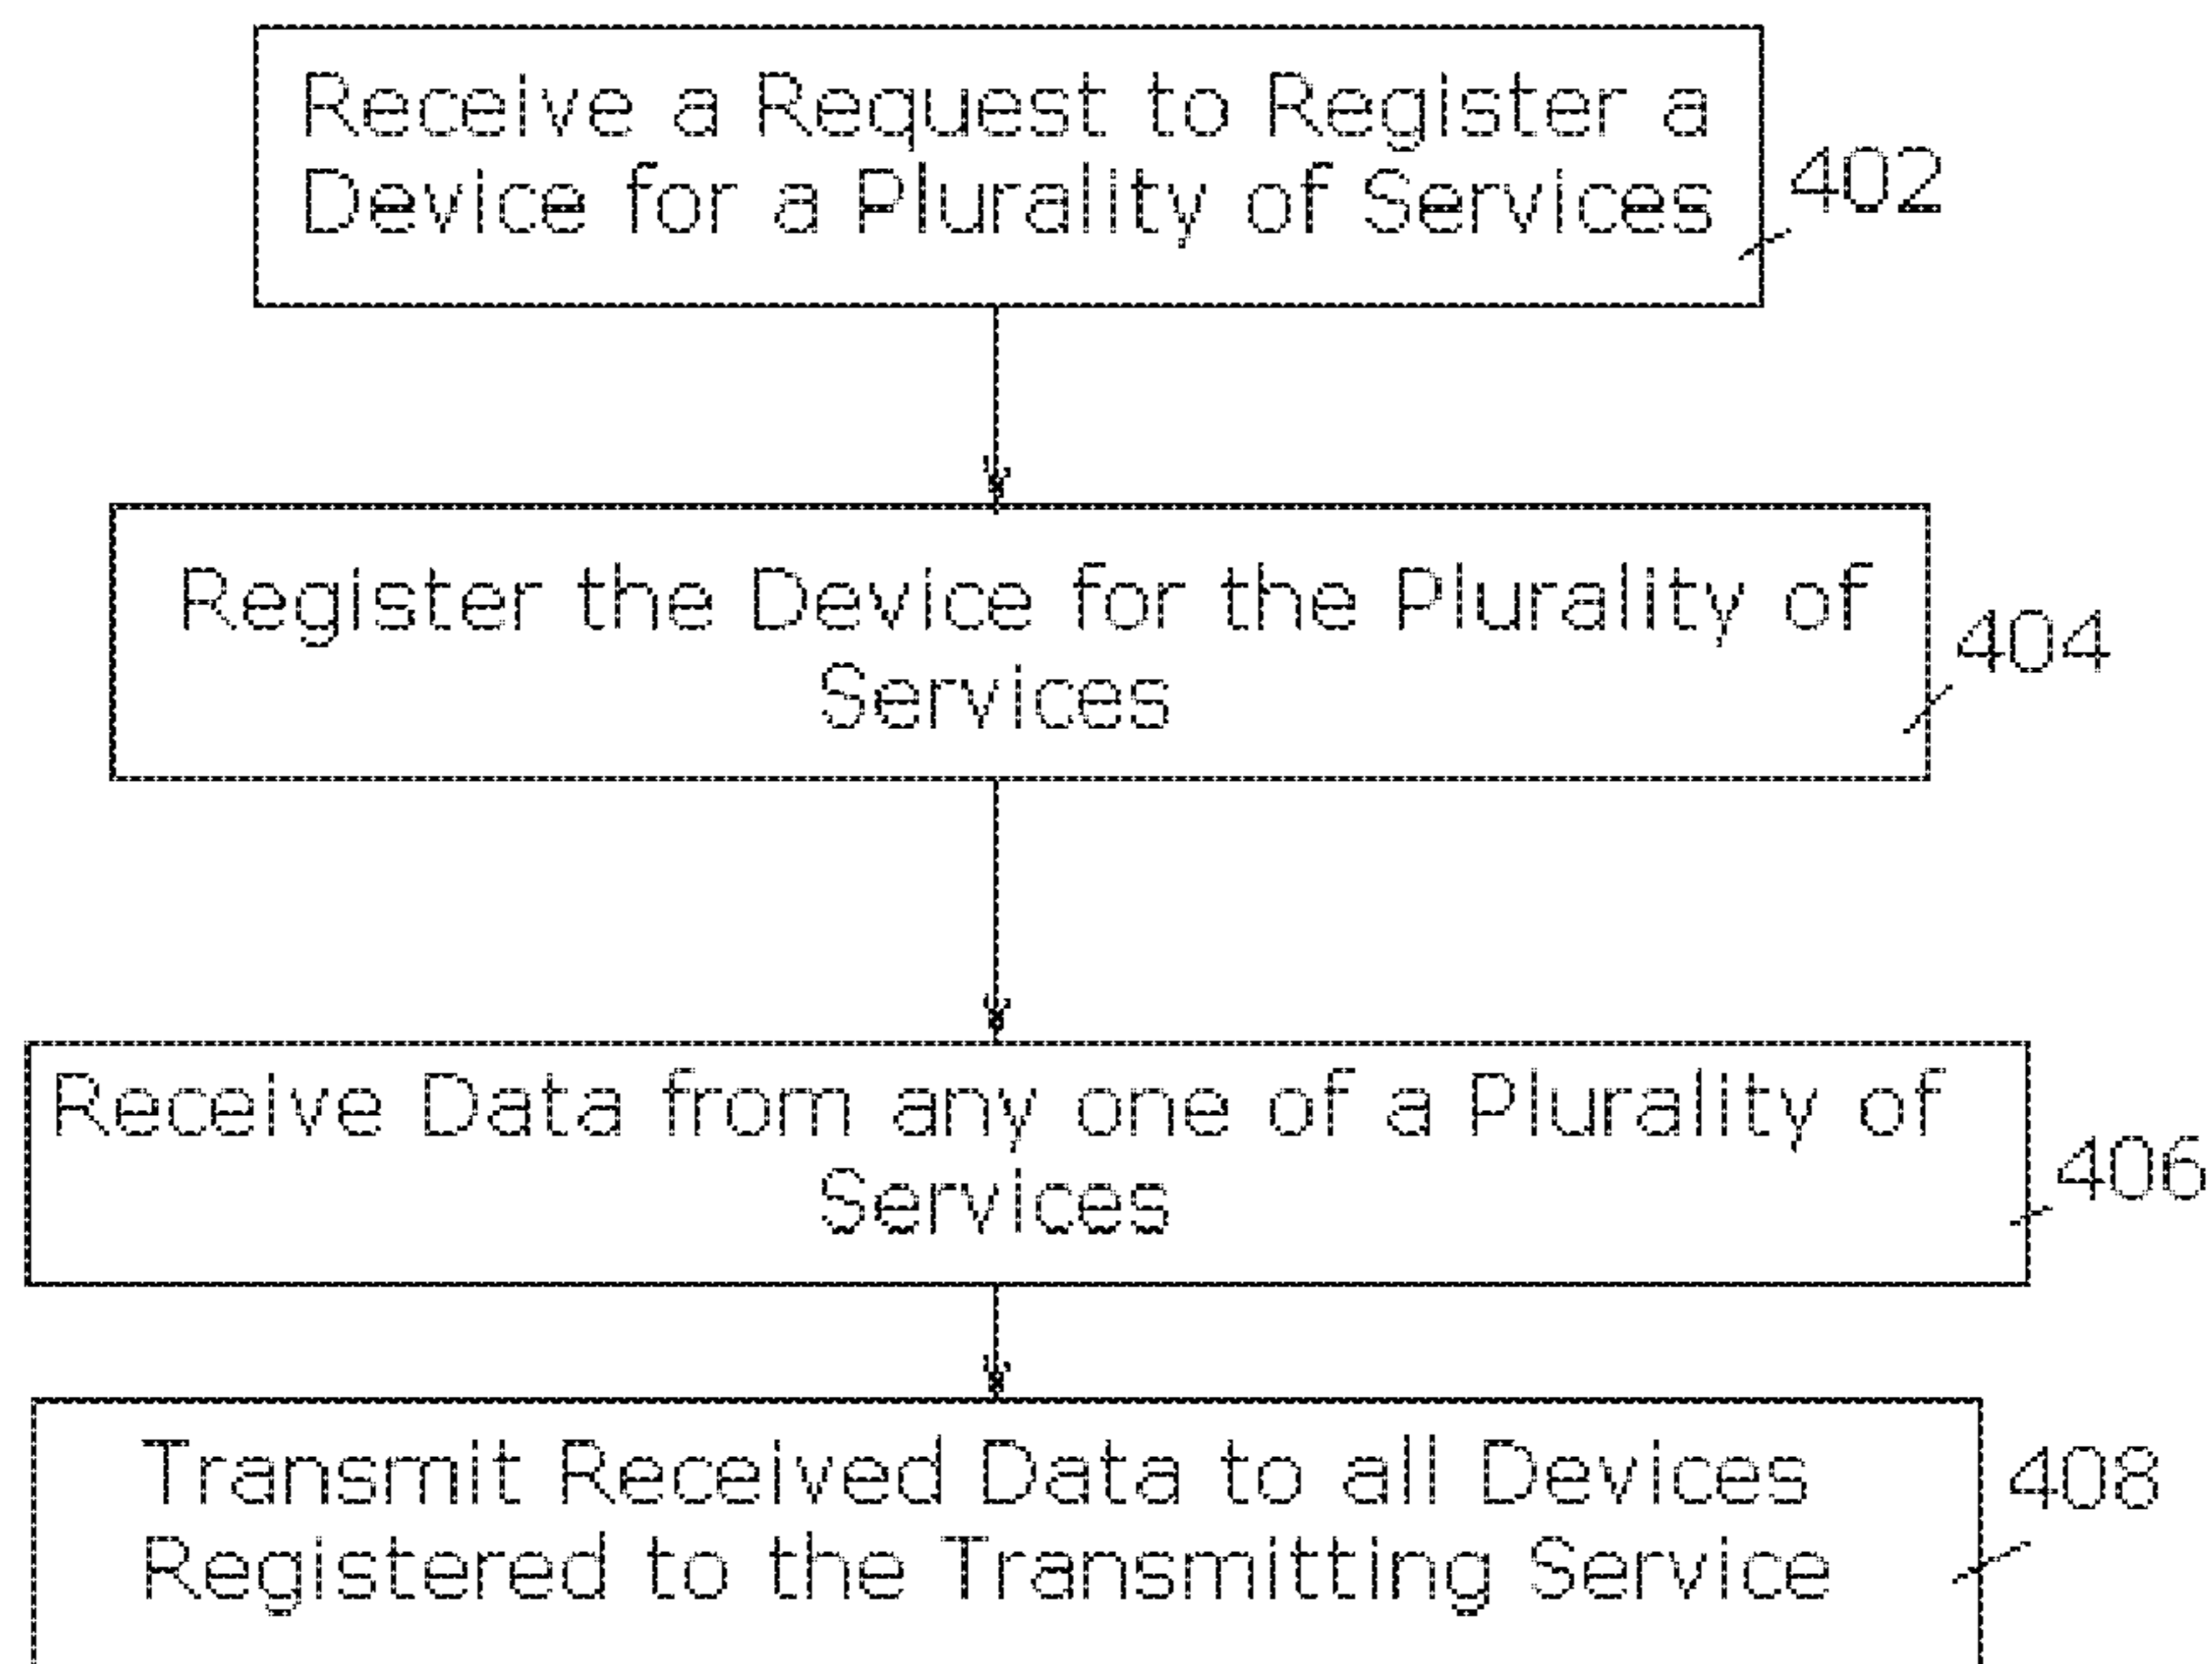 Receive a Request to Register a
Device for a Plurality of Services
402
Register the Device for the Plurality of
Services
404
Receive Data from any one of a Plurality of
Services
406
Transmit Received Data to all Devices
Registered to the Transmitting Service
408